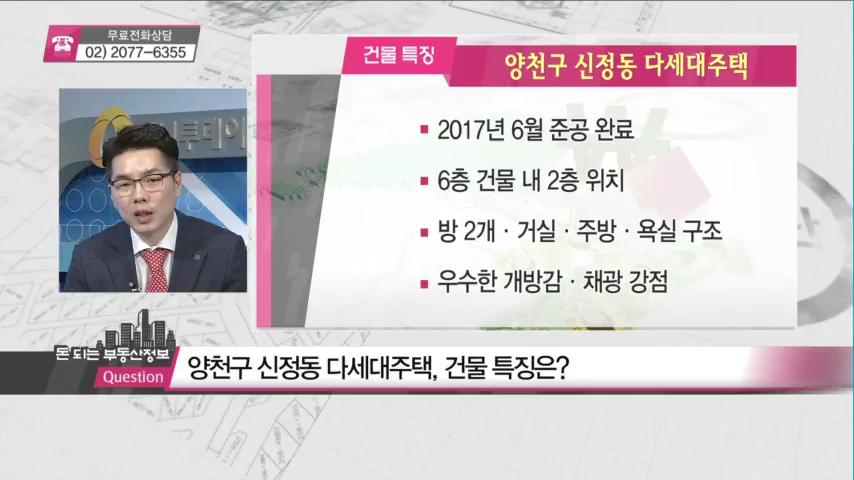 무료전화상담
02) 2077-6355
건물 특징
양천구 신정동 다세대주택
투데이
2017년 6월 준공 완료
6층 건물 내 2층 위치
방 2개 · 거실 · 주방 · 욕실 구조
우수한 개방감 · 채광 강점
돈 되는 부동산정보
Question
양천구 신정동 다세대주택, 건물 특징은?